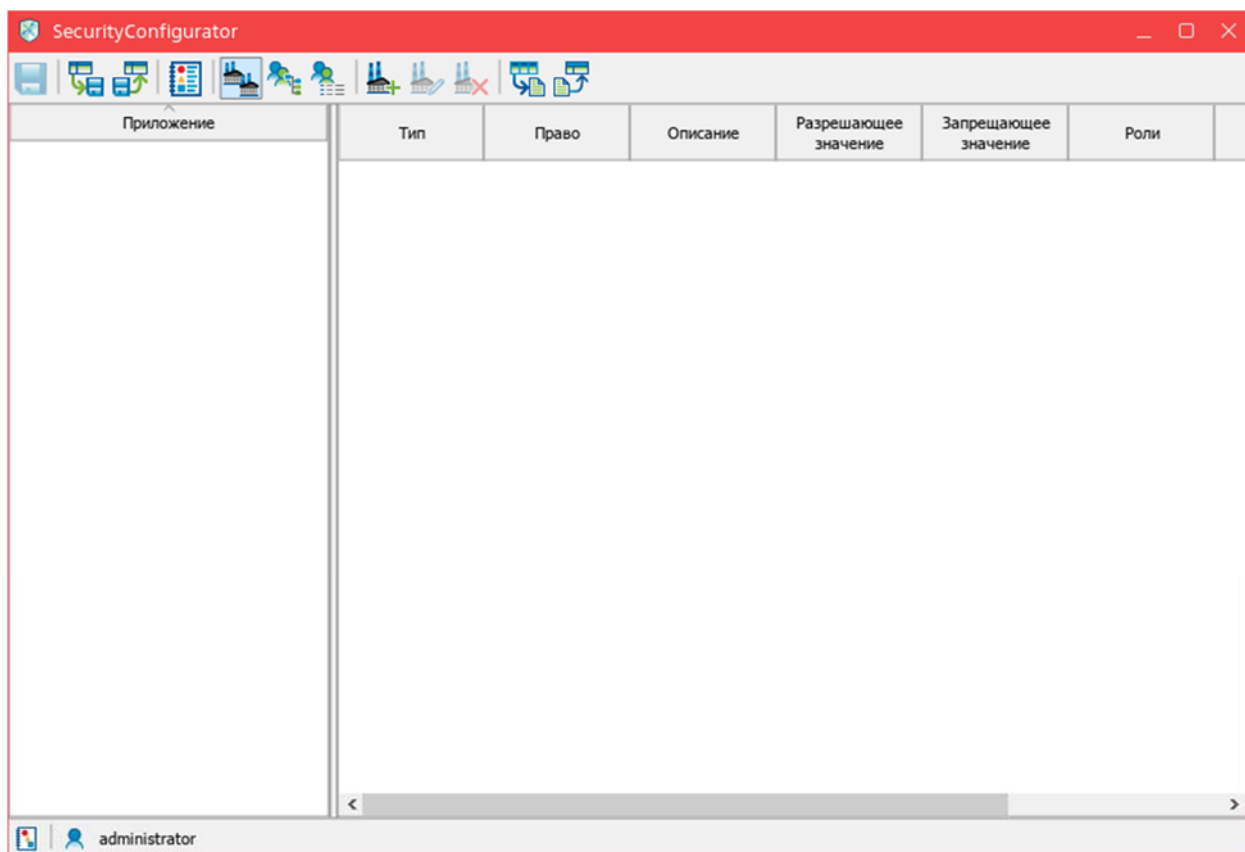 SecurityConfigurator
Приложение
Тип
Право
Описание
Разрешающее
значение
Запрещающее
значение
Роли
administrator